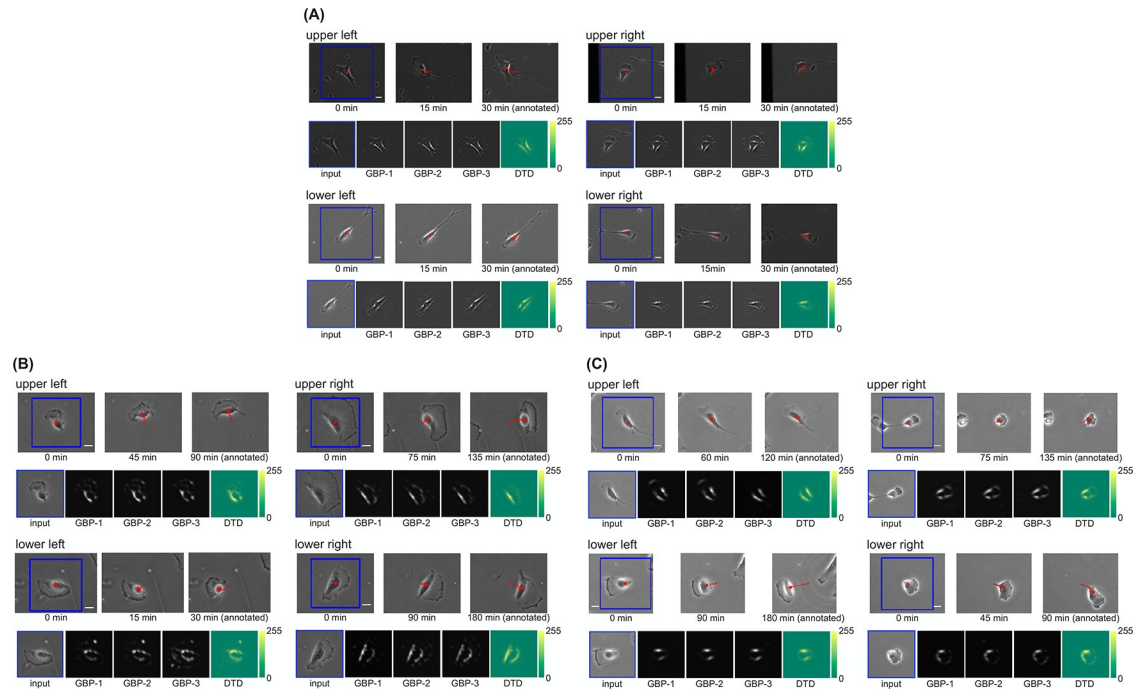 (A)
upper left
upper right
0 min 15 min 30 min (annotated)
0 min 15 min 30 min (annotated)
255
255
0
0
input GBP-1 GBP-2 GBP-3 DTD
input GBP-1 GBP-2 GBP-3 DTD
lower left
lower right
0 min 15 min 30 min (annotated)
0 min 15min 30 min (annotated)
255
255
0
0
input GBP-1 GBP-2 GBP-3 DTD
input GBP-1 GBP-2 GBP-3 DTD
(B)
upper left
upper right
0 min 45 min 90 min (annotated)
0 min 75 min 135 min (annotated)
255
255
0
0
input GBP-1 GBP-2 GBP-3 DTD
input GBP-1 GBP-2 GBP-3 DTD
lower left
lower right
0 min 15 min 30 min (annotated)
0 min 90 min 180 min (annotated)
255
255
0
0
input GBP-1 GBP-2 GBP-3 DTD
input GBP-1 GBP-2 GBP-3 DTD
(C)
upper left
upper right
0 min 60 min 120 min (annotated)
0 min 75 min 135 min (annotated)
255
255
0
0
input GBP-1 GBP-2 GBP-3 DTD
input GBP-1 GBP-2 GBP-3 DTD
lower left
lower right
0 min 90 min 180 min (annotated)
0 min 45 min 90 min (annotated)
255
255
0
0
input GBP-1 GBP-2 GBP-3 DTD
input GBP-1 GBP-2 GBP-3 DTD